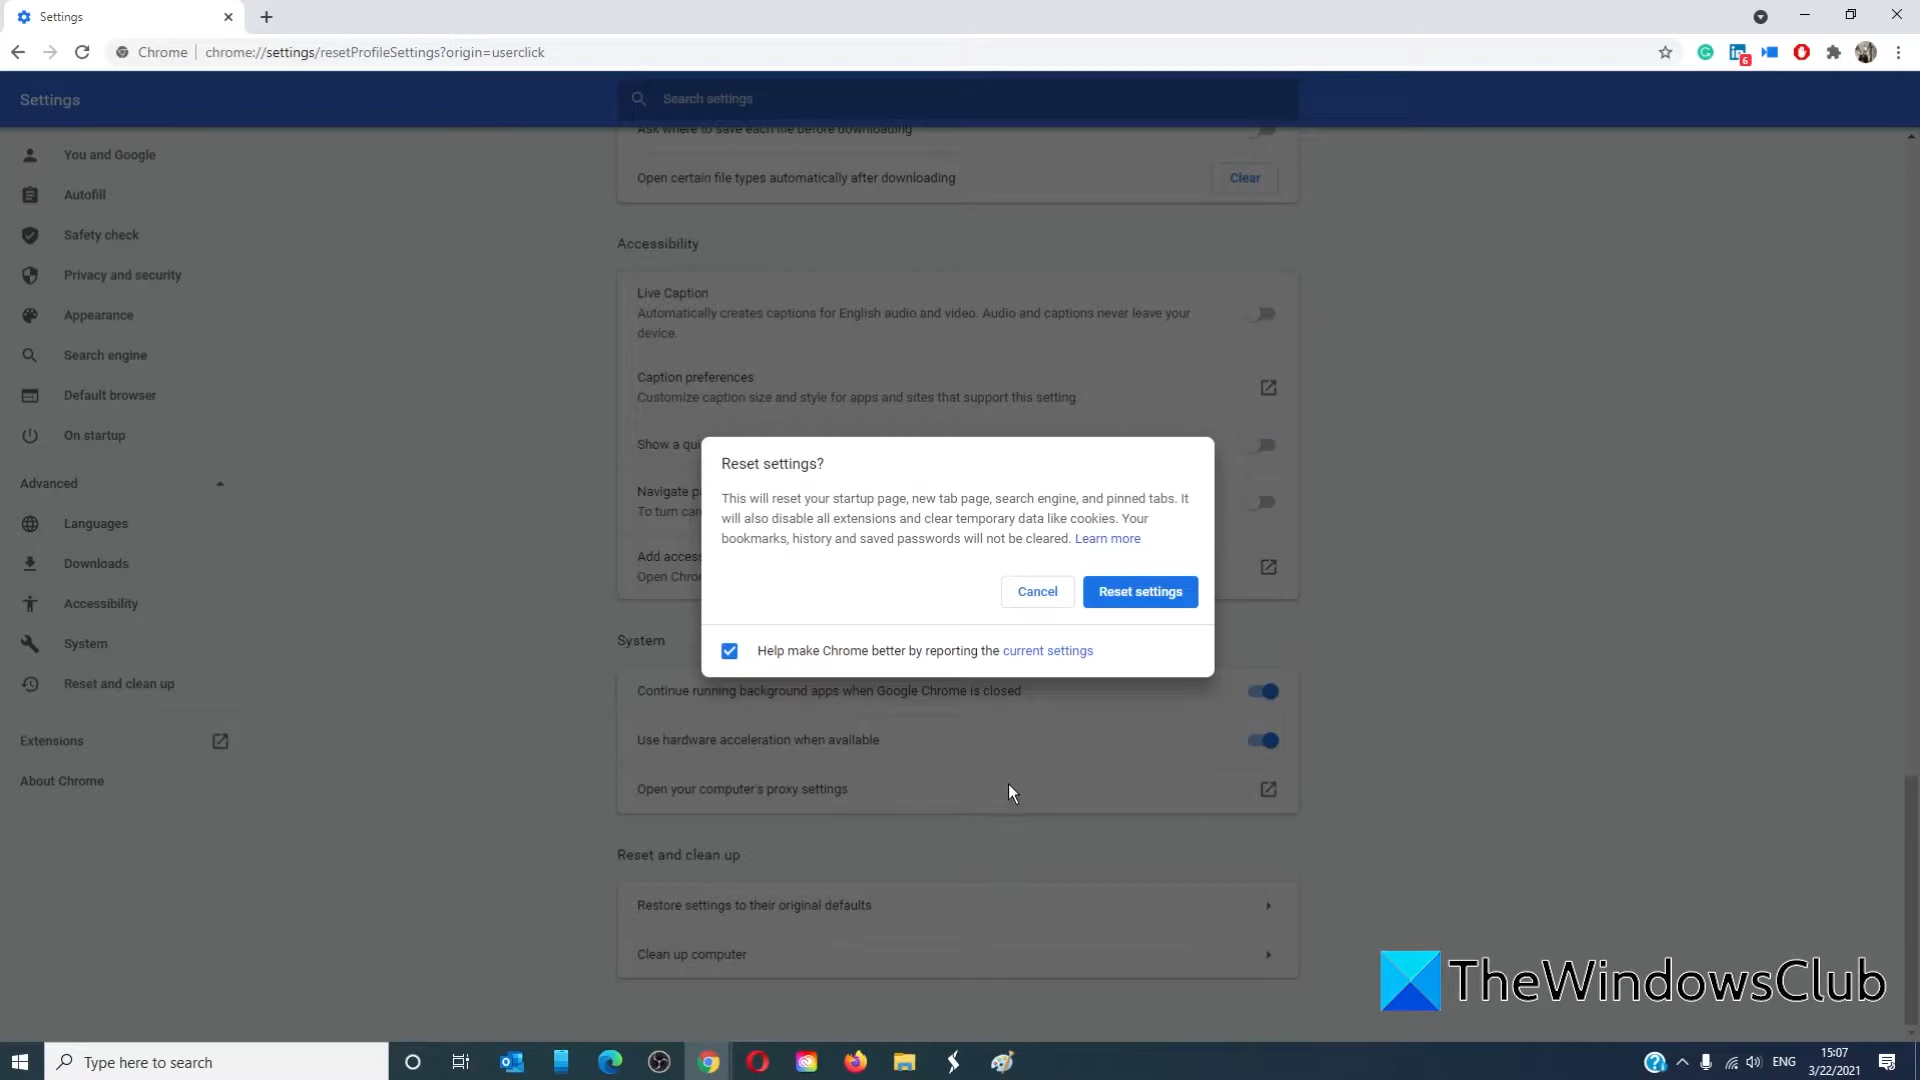 Settings
Chrome
chrome://settings/resetProfileSettings?origin=userclick
6
Settings
Search settings
You and Google
Autofill
Safety check
Privacy and security
Appearance
Search engine
Default browser
On startup
Advanced
Languages
Downloads
Accessibility
System
Reset and clean up
Extensions
About Chrome
Ask where to save each file before downloading
Open certain file types automatically after downloading
Clear
Accessibility
Live Caption
Automatically creates captions for English audio and video. Audio and captions never leave your
device.
Caption preferences
Customize caption size and style for apps and sites that support this setting
Show a qui
Navigate p
To turn car
Add access
Open Chro
Reset settings?
This will reset your startup page, new tab page, search engine, and pinned tabs. It
will also disable all extensions and clear temporary data like cookies. Your
bookmarks, history and saved passwords will not be cleared. Learn more
Cancel
Reset settings
Help make Chrome better by reporting the current settings
System
Continue running background apps when Google Chrome is closed
Use hardware acceleration when available
Open your computer's proxy settings
Reset and clean up
Restore settings to their original defaults
Clean up computer
TheWindowsClub
Type here to search
ENG
15:07
3/22/2021